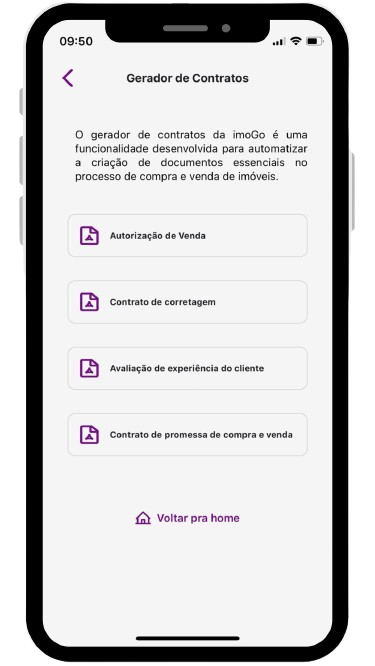 09:50
Gerador de Contratos
O gerador de contratos da imoGo é uma
funcionalidade desenvolvida para automatizar
a criação de documentos essenciais no
processo de compra e venda de imóveis.
Autorização de Venda
Contrato de corretagem
Avaliação de experiência do cliente
Contrato de promessa de compra e venda
Voltar pra home